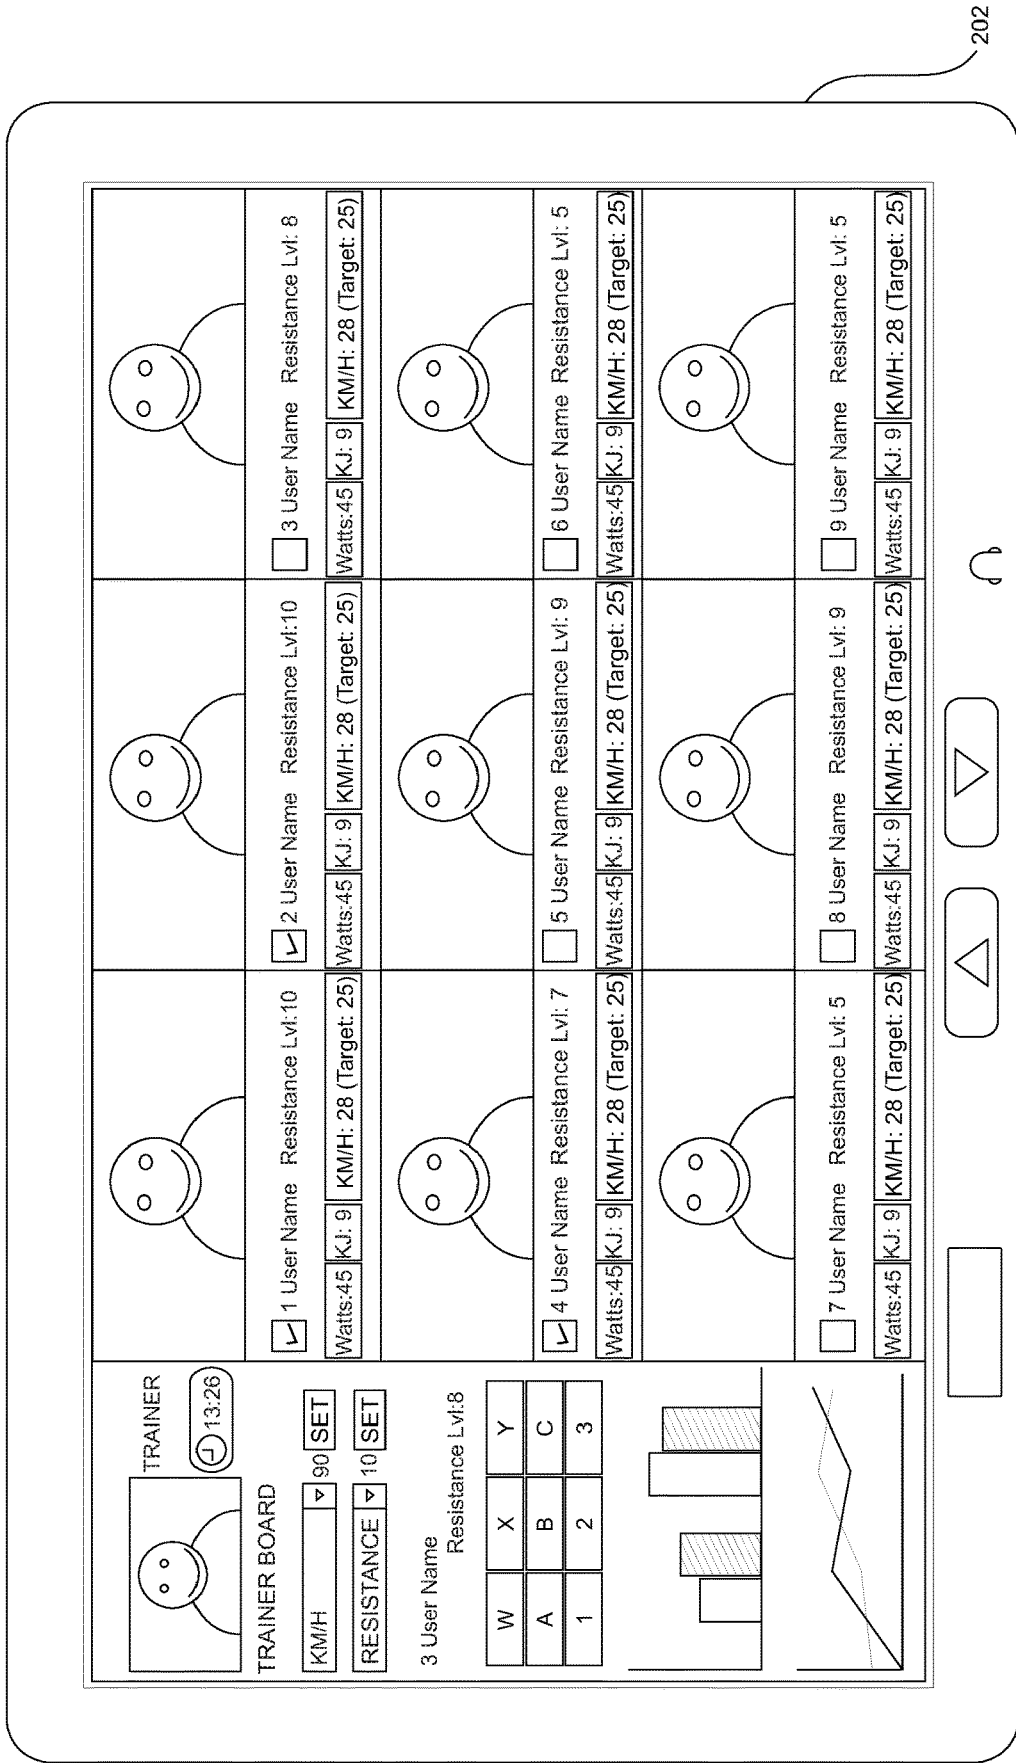 202
TRAINER
13:26
TRAINER BOARD
KM/H 90 SET
RESISTANCE 10 SET
3 User Name
Resistance Lvl:8
W X Y
A B C
1 2 3
1 User Name Resistance Lvl:10
Watts:45 KJ: 9 KM/H: 28 (Target: 25)
2 User Name Resistance Lvl:10
Watts:45 KJ: 9 KM/H: 28 (Target: 25)
3 User Name Resistance Lvl: 8
Watts:45 KJ: 9 KM/H: 28 (Target: 25)
4 User Name Resistance Lvl: 7
Watts:45 KJ: 9 KM/H: 28 (Target: 25)
5 User Name Resistance Lvl: 9
Watts:45 KJ: 9 KM/H: 28 (Target: 25)
6 User Name Resistance Lvl: 5
Watts:45 KJ: 9 KM/H: 28 (Target: 25)
7 User Name Resistance Lvl: 5
Watts:45 KJ: 9 KM/H: 28 (Target: 25)
8 User Name Resistance Lvl: 9
Watts:45 KJ: 9 KM/H: 28 (Target: 25)
9 User Name Resistance Lvl: 5
Watts:45 KJ: 9 KM/H: 28 (Target: 25)